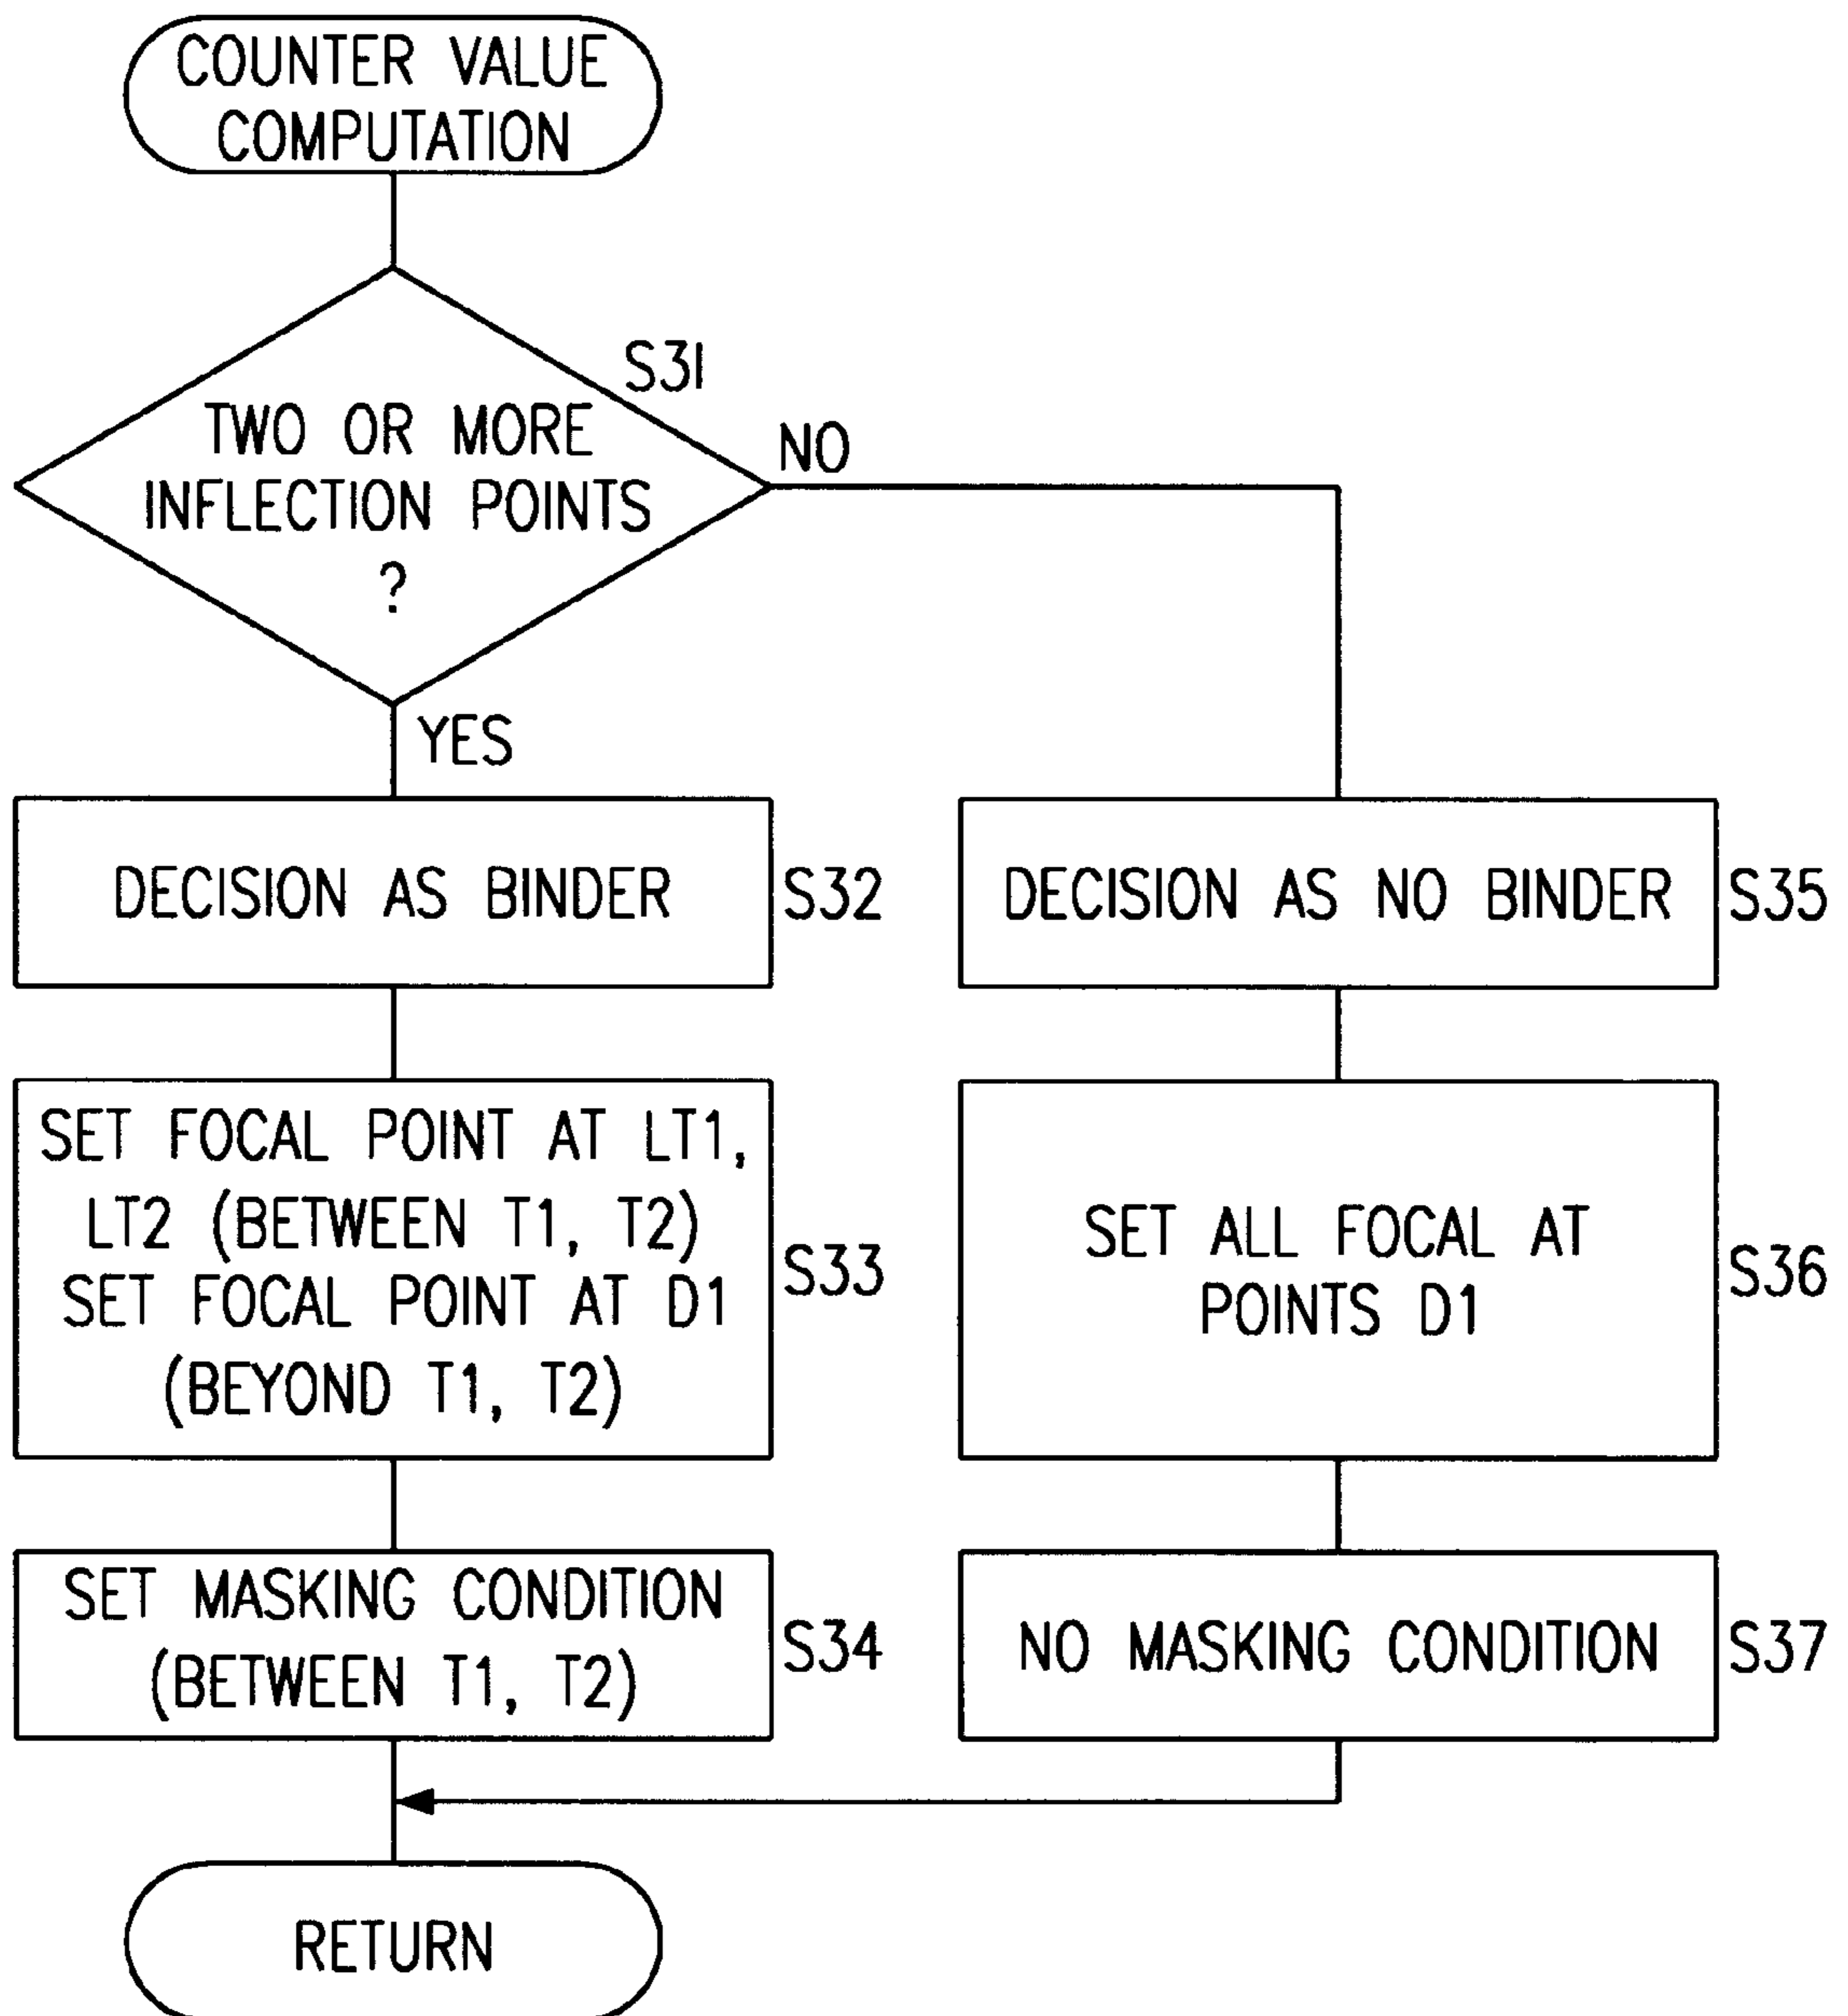 COUNTER VALUE
COMPUTATION
S31
TWO OR MORE
INFLECTION POINTS
?
NO
YES
DECISION AS BINDER
S32
DECISION AS NO BINDER
S35
SET FOCAL POINT AT LT1,
LT2 (BETWEEN T1, T2)
SET FOCAL POINT AT D1
(BEYOND T1, T2)
S33
SET ALL FOCAL AT
POINTS D1
S36
SET MASKING CONDITION
(BETWEEN T1, T2)
S34
NO MASKING CONDITION
S37
RETURN